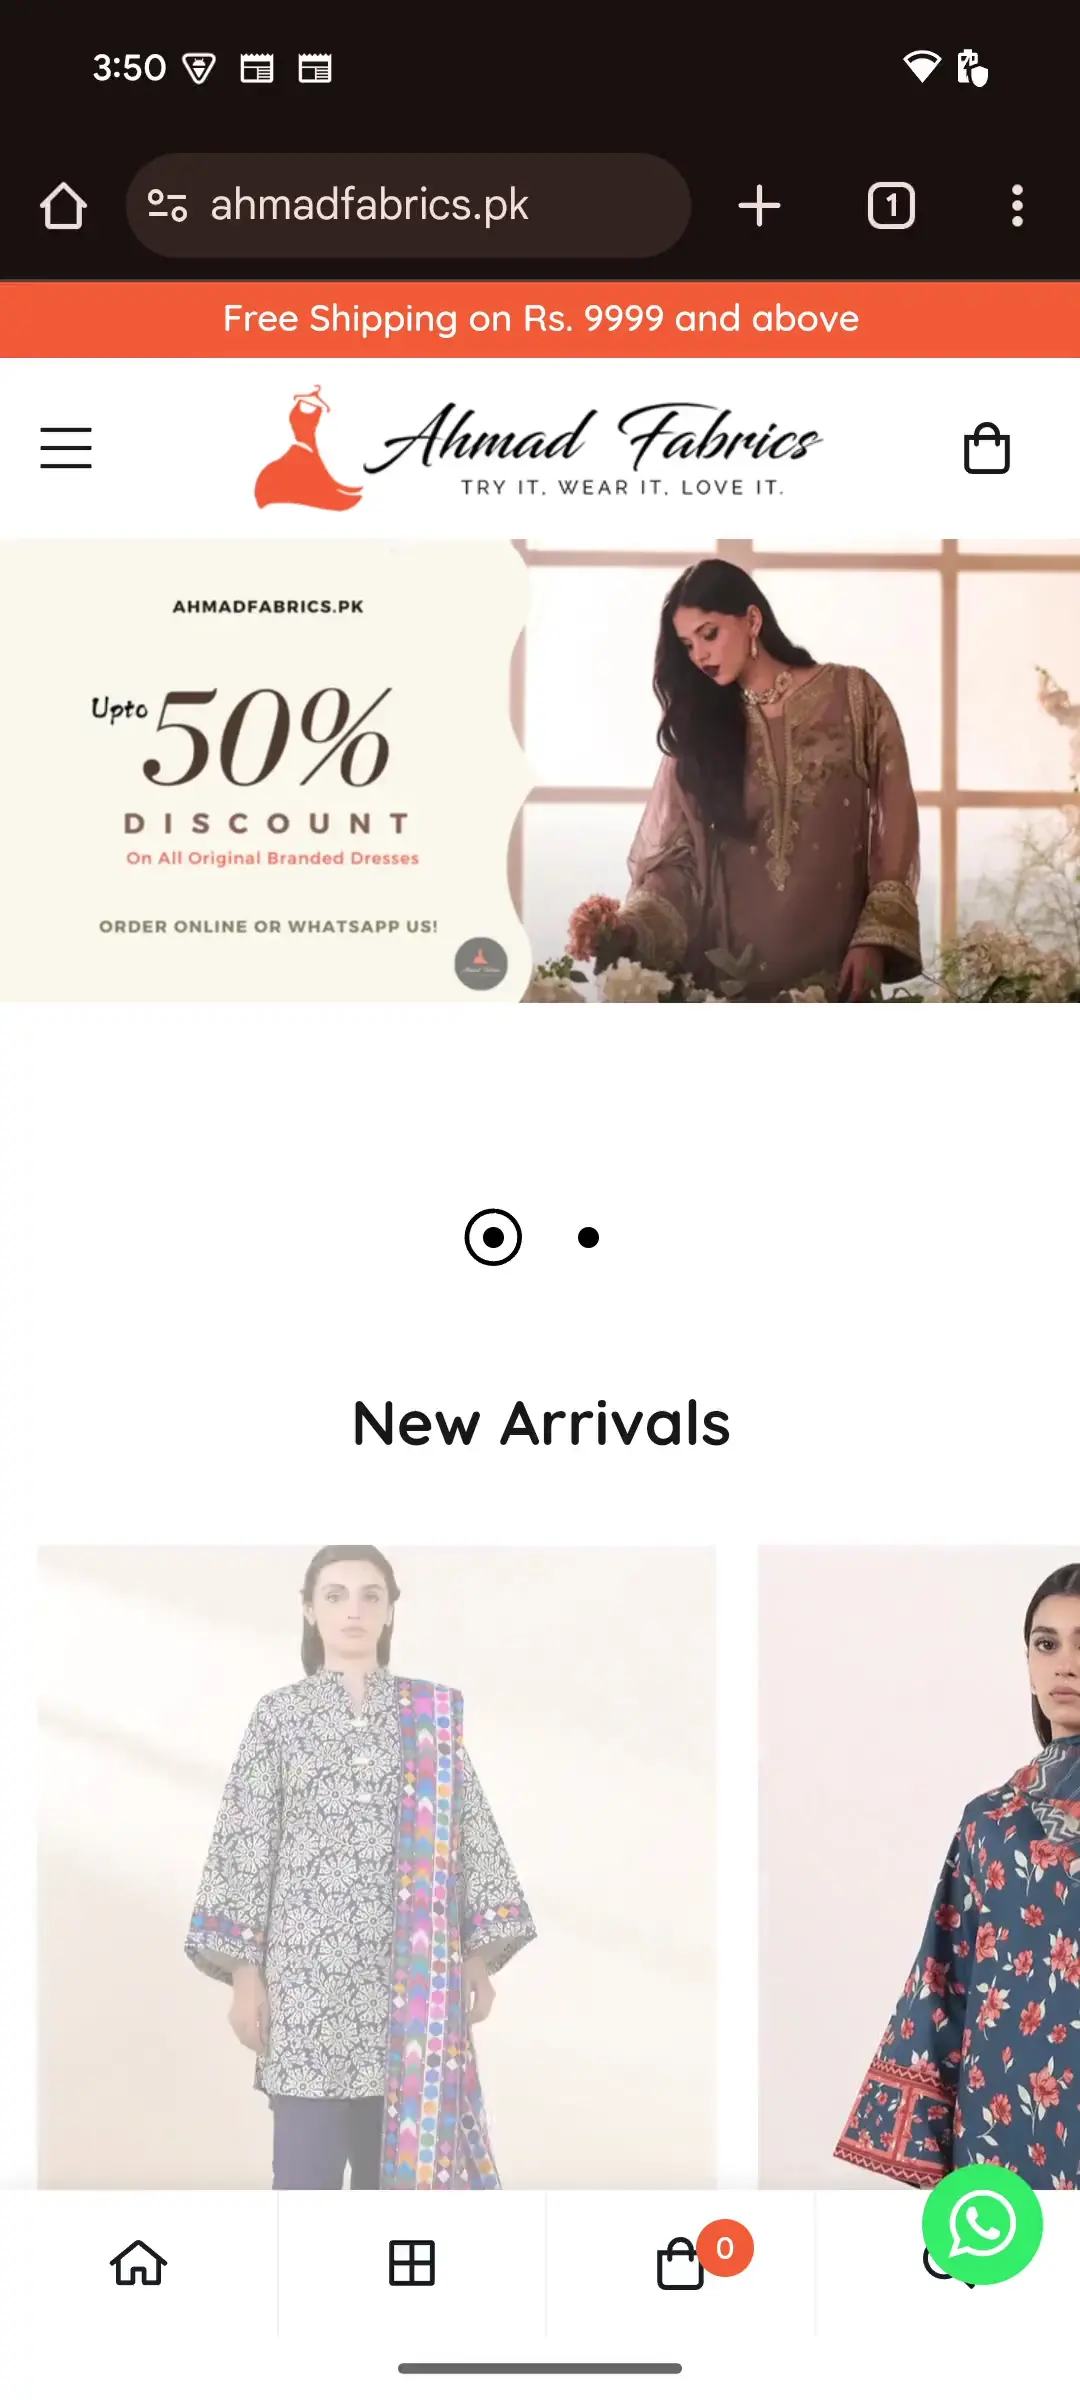 3:50
ahmadfabrics.pk
1
Free Shipping on Rs. 9999 and above
Ahmad Fabrics
TRY IT. WEAR IT. LOVE IT.
AHMADFABRICS.PK
Upto 50%
DISCOUNT
On All Original Branded Dresses
ORDER ONLINE OR WHATSAPP US!
New Arrivals
0